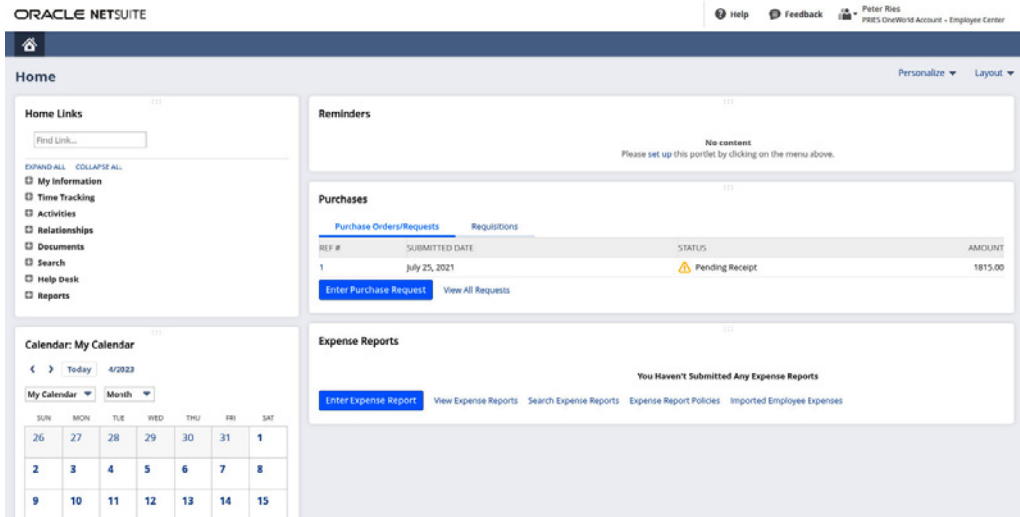 ORACLE NETSUITE
Help
Feedback
Peter Ries
PRIES OneWorld Account - Employee Center
Home
Personalize
Layout
Home Links
Find Link...
EXPAND ALL COLLAPSE ALL
My Information
Time Tracking
Activities
Relationships
Documents
Search
Help Desk
Reports
Calendar: My Calendar
Today 4/2023
My Calendar Month
SUN MON TUE WED THU FRI SAT
26 27 28 29 30 31 1
2 3 4 5 6 7 8
9 10 11 12 13 14 15
Reminders
No content
Please set up this portlet by clicking on the menu above.
Purchases
Purchase Orders/Requests Requisitions
REF # SUBMITTED DATE STATUS AMOUNT
1 July 25, 2021 Pending Receipt 1815.00
Enter Purchase Request View All Requests
Expense Reports
You Haven't Submitted Any Expense Reports
Enter Expense Report View Expense Reports Search Expense Reports Expense Report Policies Imported Employee Expenses